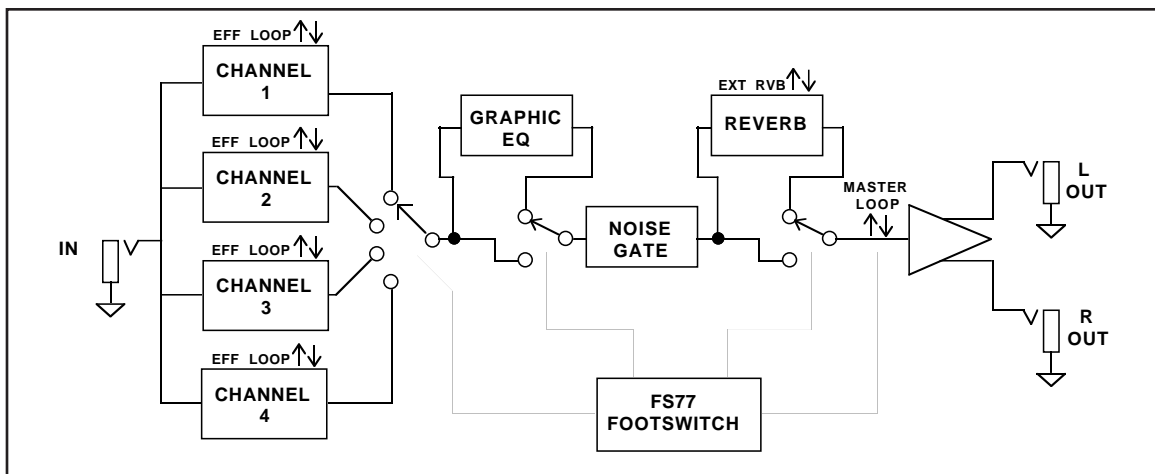 EFF LOOP
CHANNEL
1
EFF LOOP
CHANNEL
2
EFF LOOP
CHANNEL
3
EFF LOOP
CHANNEL
4
IN
GRAPHIC
EQ
NOISE
GATE
EXT RVB
REVERB
MASTER
LOOP
L
OUT
R
OUT
FS77
FOOTSWITCH